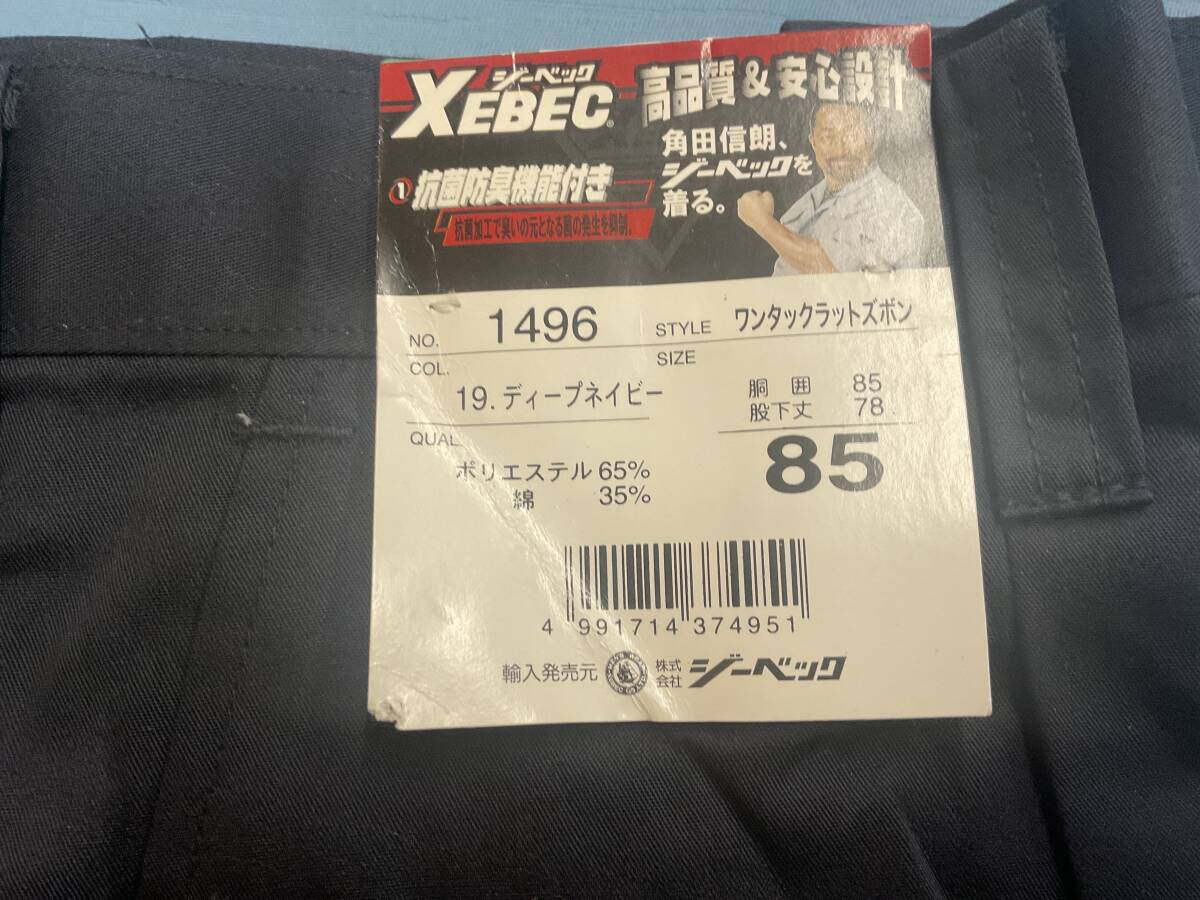 ジーベック
XEBEC®
高品質&安心設計
角田信朗、
ジーベックを
着る。
① 抗菌防臭機能付き
抗菌加工で臭いの元となる菌の発生を抑制。
NO. 1496
STYLE ワンタックラットズボン
COL.
19.ディープネイビー
SIZE
胴囲 85
股下丈 78
85
QUAL
ポリエステル 65%
綿 35%
4 991714 374951
輸入発売元 株式会社 ジーベック